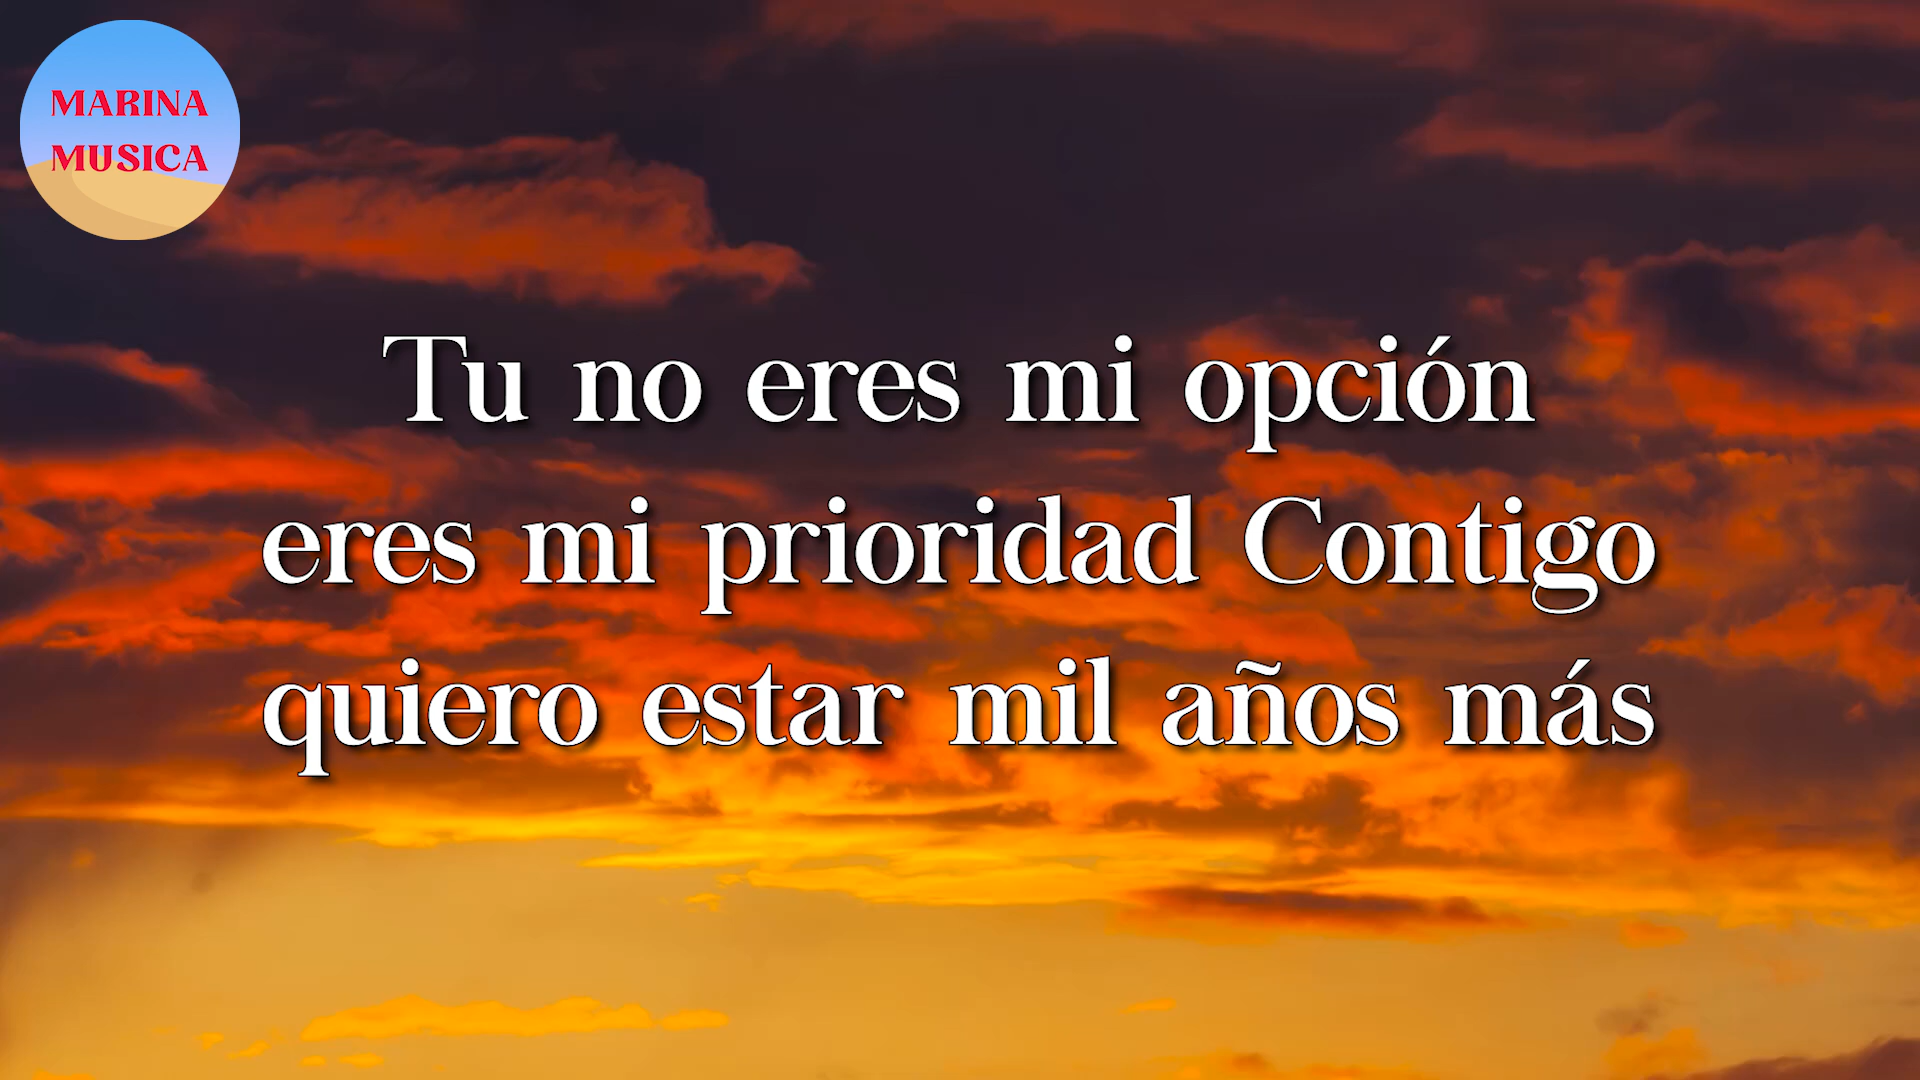 MARINA
MUSICA
Tu no eres mi opción
eres mi prioridad Contigo
quiero estar mil años más